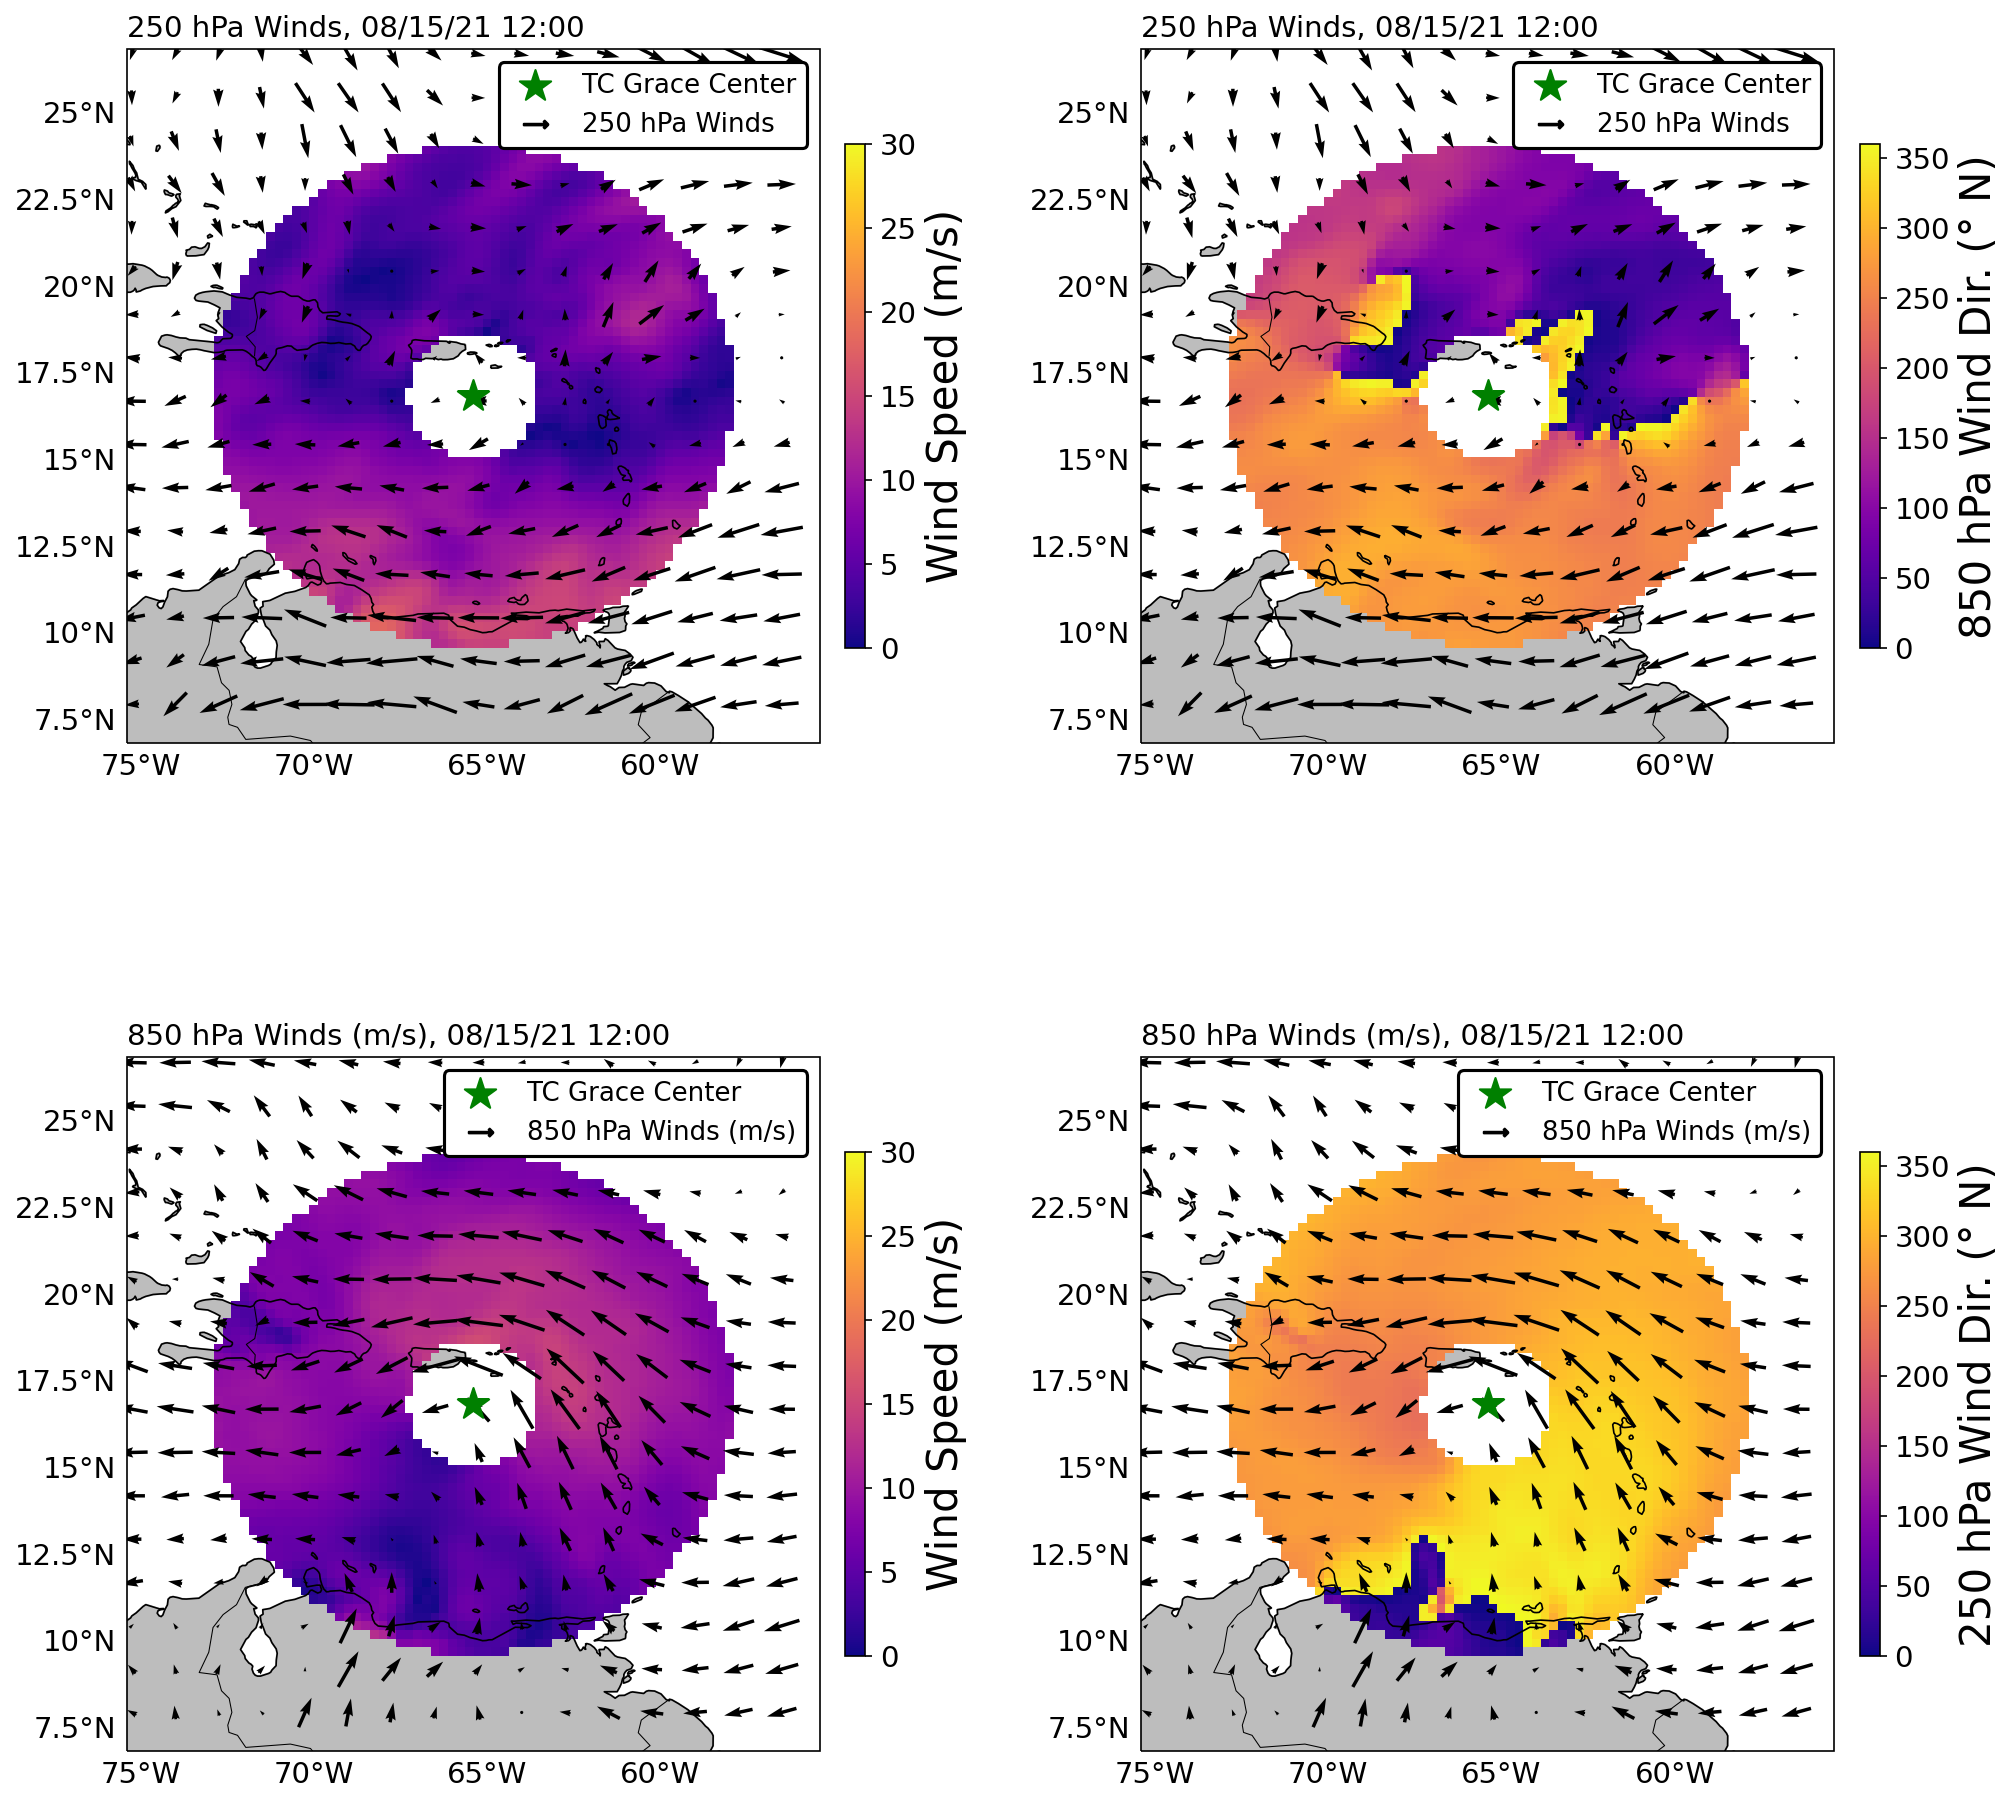 250 hPa Winds, 08/15/21 12:00
TC Grace Center
250 hPa Winds
25°N
22.5°N
20°N
17.5°N
15°N
12.5°N
10°N
7.5°N
75°W 70°W 65°W 60°W
30
25
20
15
10
5
0
Wind Speed (m/s)
250 hPa Winds, 08/15/21 12:00
TC Grace Center
250 hPa Winds
25°N
22.5°N
20°N
17.5°N
15°N
12.5°N
10°N
7.5°N
75°W 70°W 65°W 60°W
350
300
250
200
150
100
50
0
850 hPa Wind Dir. (° N)
850 hPa Winds (m/s), 08/15/21 12:00
TC Grace Center
850 hPa Winds (m/s)
25°N
22.5°N
20°N
17.5°N
15°N
12.5°N
10°N
7.5°N
75°W 70°W 65°W 60°W
30
25
20
15
10
5
0
Wind Speed (m/s)
850 hPa Winds (m/s), 08/15/21 12:00
TC Grace Center
850 hPa Winds (m/s)
25°N
22.5°N
20°N
17.5°N
15°N
12.5°N
10°N
7.5°N
75°W 70°W 65°W 60°W
350
300
250
200
150
100
50
0
250 hPa Wind Dir. (° N)